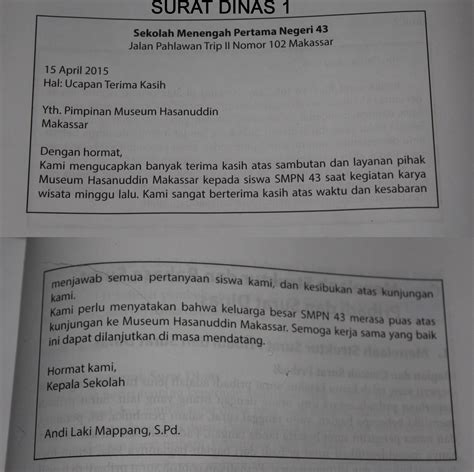 SURAT DINAS 1
Sekolah Menengah Pertama Negeri 43
Jalan Pahlawan Trip II Nomor 102 Makassar
15 April 2015
Hal: Ucapan Terima Kasih
Yth. Pimpinan Museum Hasanuddin
Makassar
Dengan hormat,
Kami mengucapkan banyak terima kasih atas sambutan dan layanan pihak
Museum Hasanuddin Makassar kepada siswa SMPN 43 saat kegiatan karya
wisata minggu lalu. Kami sangat berterima kasih atas waktu dan kesabaran
menjawab semua pertanyaan siswa kami, dan kesibukan atas kunjungan
kami.
Kami perlu menyatakan bahwa keluarga besar SMPN 43 merasa puas atas
kunjungan ke Museum Hasanuddin Makassar. Semoga kerja sama yang baik
ini dapat dilanjutkan di masa mendatang.
Hormat kami,
Kepala Sekolah
Andi Laki Mappang, S.Pd.